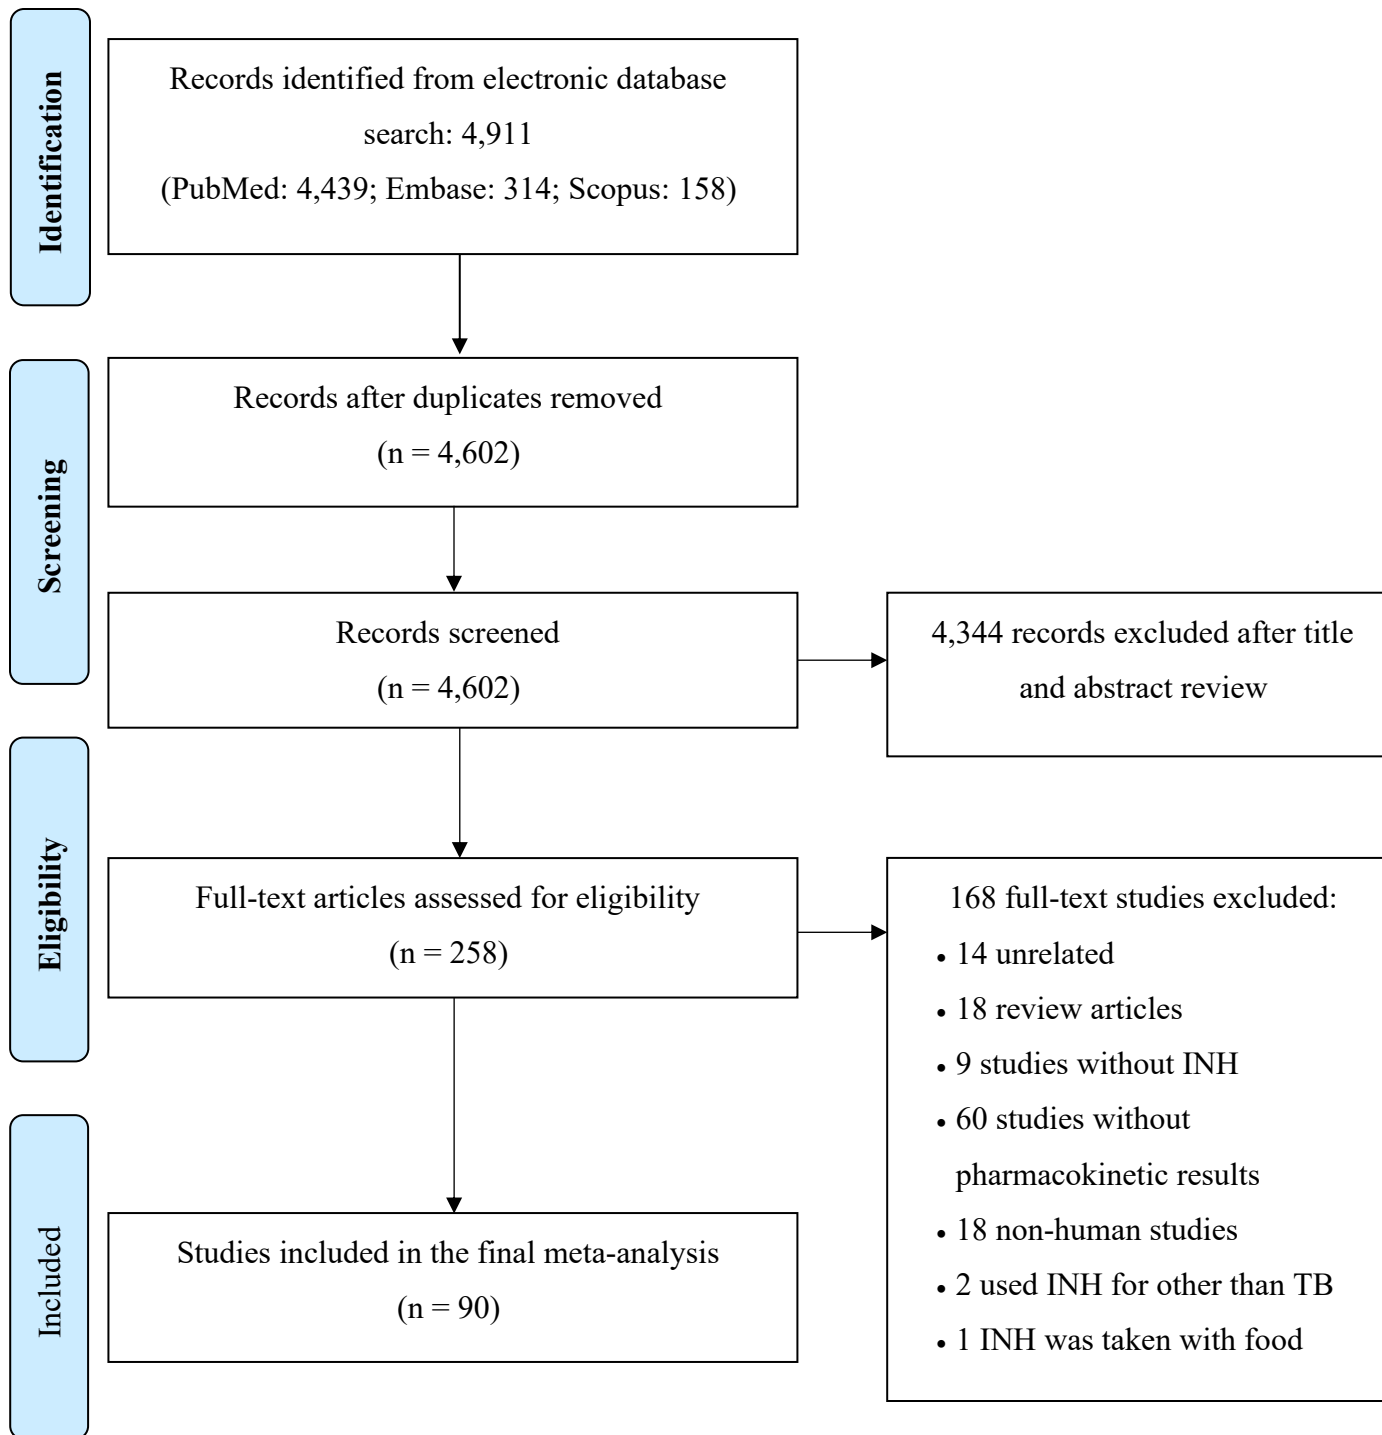 Identification
Records identified from electronic database
search: 4,911
(PubMed: 4,439; Embase: 314; Scopus: 158)
Screening
Records after duplicates removed
(n = 4,602)
Records screened
(n = 4,602)
4,344 records excluded after title
and abstract review
Eligibility
Full-text articles assessed for eligibility
(n = 258)
168 full-text studies excluded:
• 14 unrelated
• 18 review articles
• 9 studies without INH
• 60 studies without
pharmacokinetic results
• 18 non-human studies
• 2 used INH for other than TB
• 1 INH was taken with food
Included
Studies included in the final meta-analysis
(n = 90)